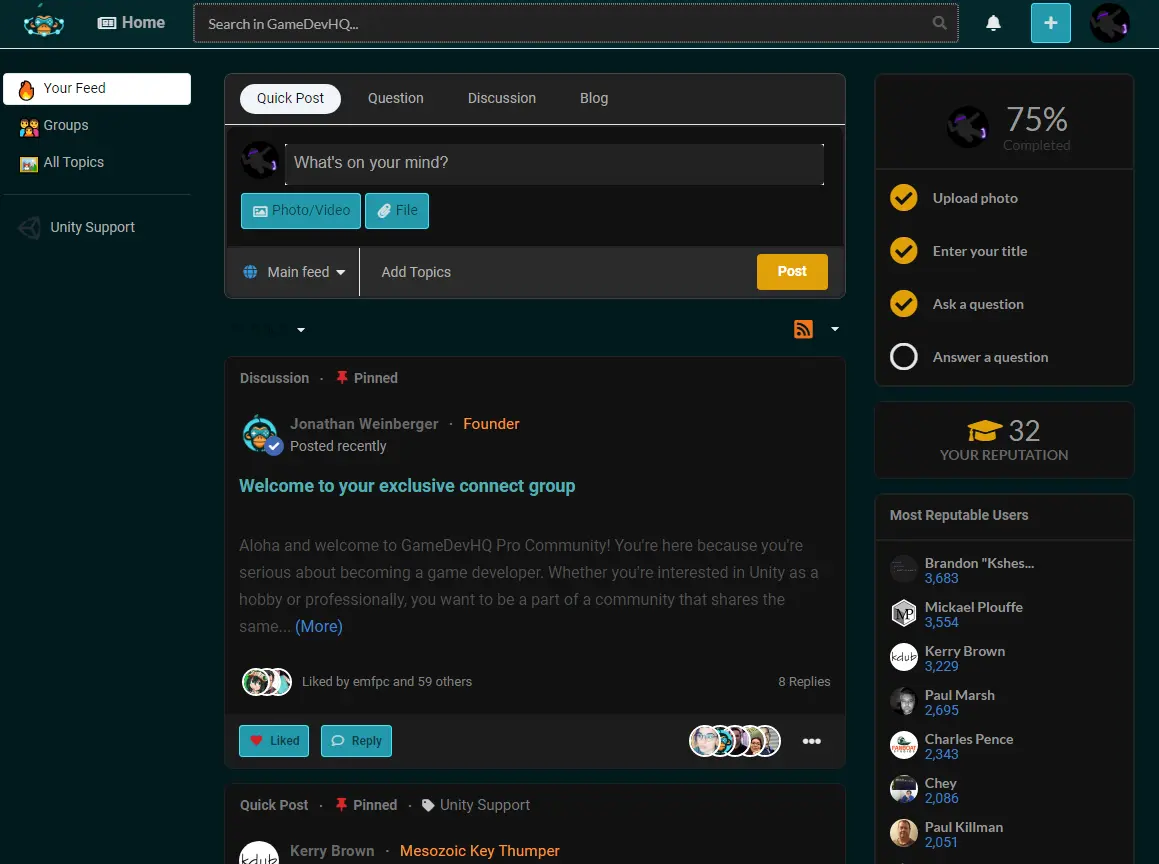 Home
Search in GameDevHQ...
Your Feed
Groups
All Topics
Unity Support
Quick Post Question Discussion Blog
What's on your mind?
Photo/Video File
Main feed Add Topics Post
Discussion · Pinned
Jonathan Weinberger · Founder
Posted recently
Welcome to your exclusive connect group
Aloha and welcome to GameDevHQ Pro Community! You're here because you're
serious about becoming a game developer. Whether you're interested in Unity as a
hobby or professionally, you want to be a part of a community that shares the
same... (More)
Liked by emfpc and 59 others 8 Replies
Liked Reply
Quick Post · Pinned · Unity Support
kdub Kerry Brown · Mesozoic Key Thumper
75%
Completed
Upload photo
Enter your title
Ask a question
Answer a question
32
YOUR REPUTATION
Most Reputable Users
Brandon "Kshes...
3,683
MP Mickael Plouffe
3,554
kdub Kerry Brown
3,229
Paul Marsh
2,695
Charles Pence
2,343
Chey
2,086
Paul Killman
2,051